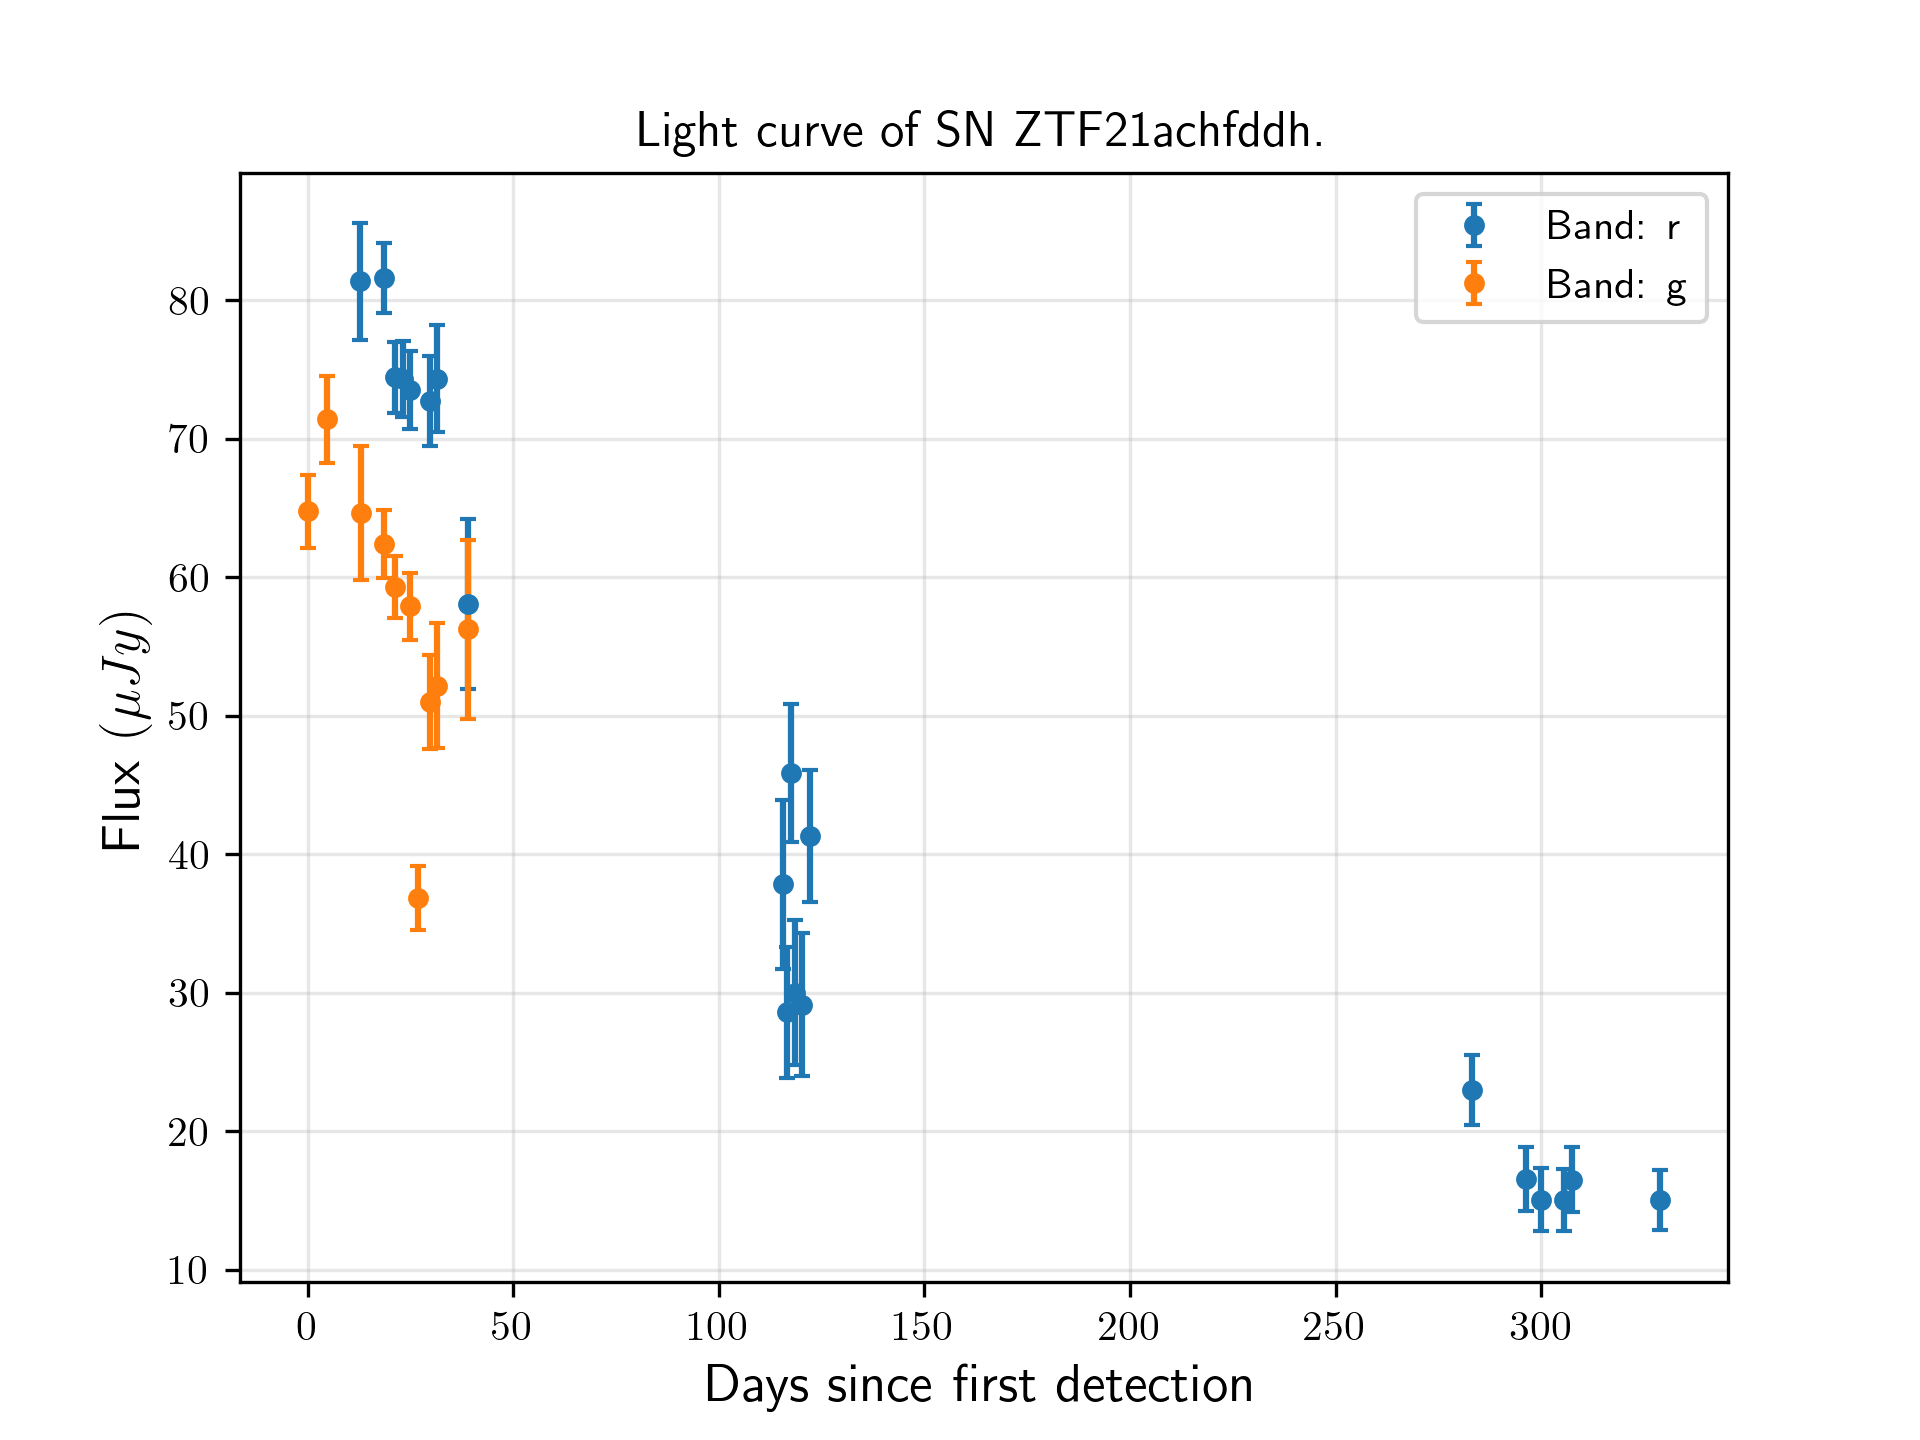 Light curve of SN ZTF21achfddh.
Band: r
Band: g
Flux (μJy)
80
70
60
50
40
30
20
10
0 50 100 150 200 250 300
Days since first detection